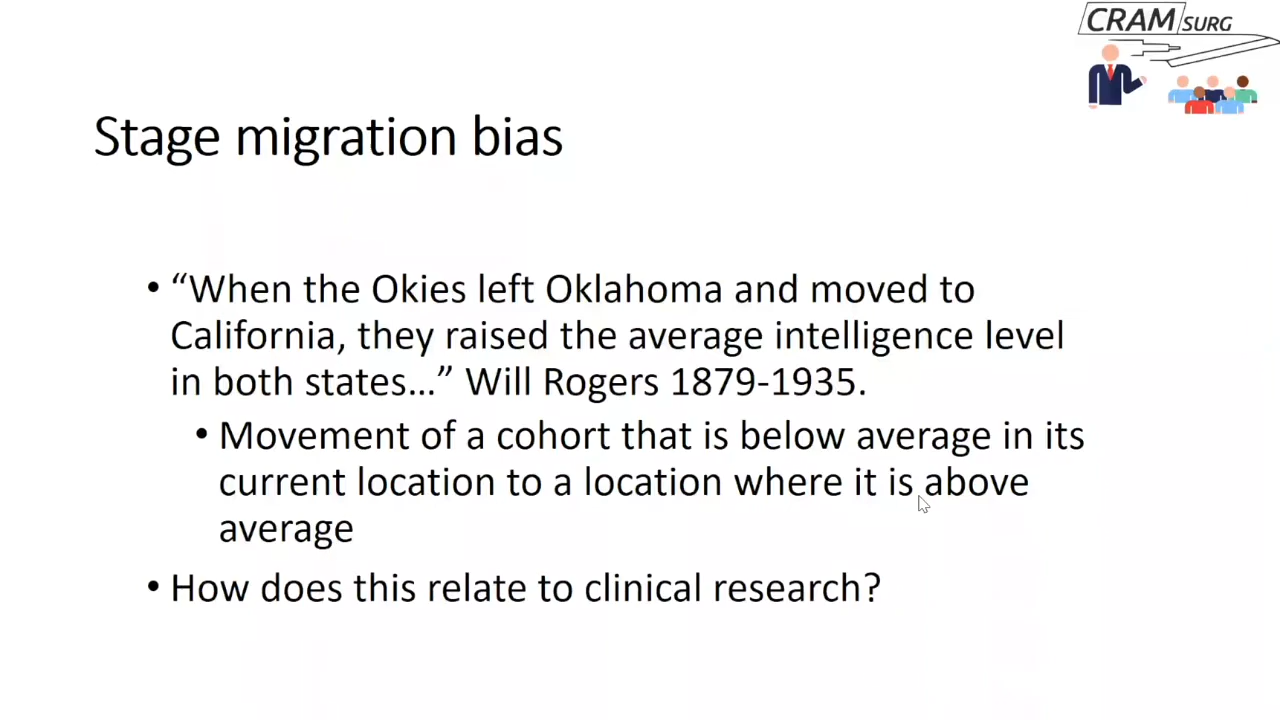 CRAM SURG
Stage migration bias
• “When the Okies left Oklahoma and moved to
California, they raised the average intelligence level
in both states…” Will Rogers 1879-1935.
• Movement of a cohort that is below average in its
current location to a location where it is above
average
• How does this relate to clinical research?